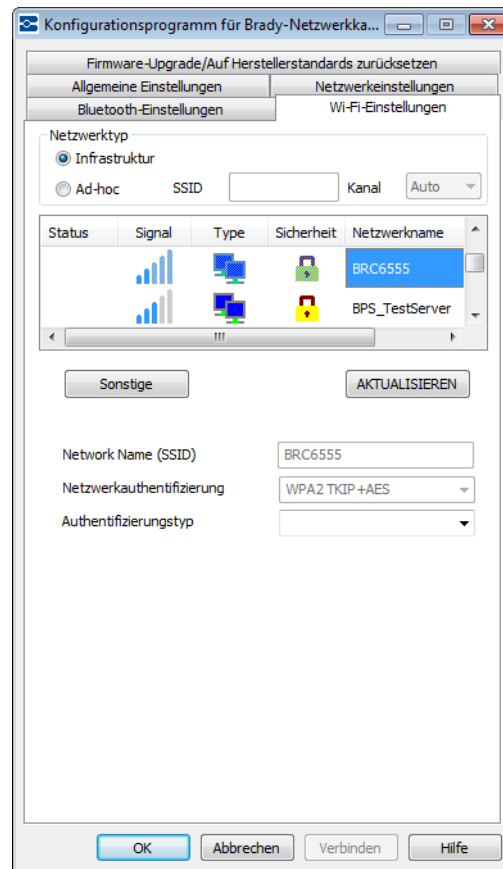 Konfigurationsprogramm für Brady-Netzwerkka...
Firmware-Upgrade/Auf Herstellerstandards zurücksetzen
Allgemeine Einstellungen Netzwerkeinstellungen
Bluetooth-Einstellungen Wi-Fi-Einstellungen
Netzwerktyp
Infrastruktur
Ad-hoc SSID Kanal Auto
Status Signal Type Sicherheit Netzwerkname
BRC6555
BPS_TestServer
Sonstige AKTUALISIEREN
Network Name (SSID) BRC6555
Netzwerkauthentifizierung WPA2 TKIP+AES
Authentifizierungstyp
OK Abbrechen Verbinden Hilfe